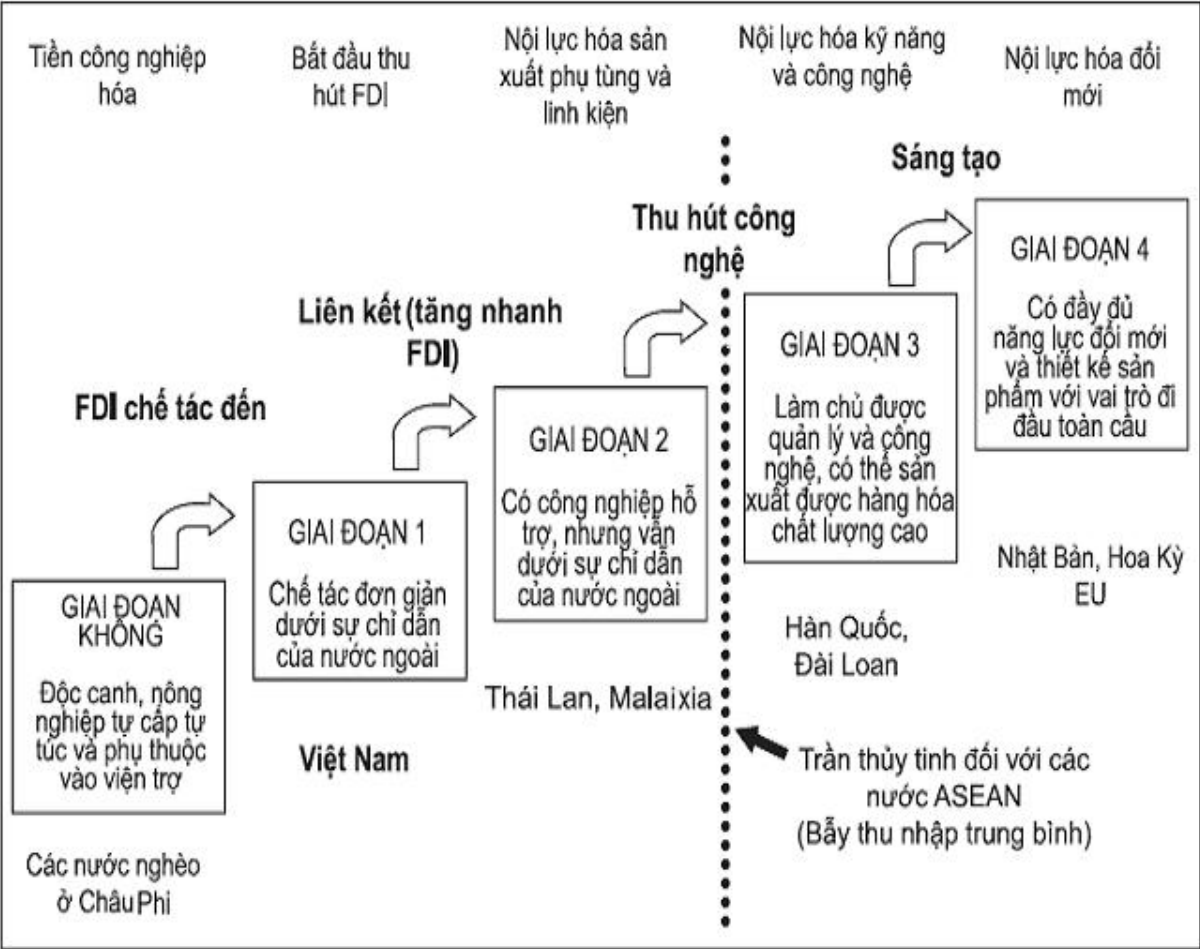 Tiền công nghiệp
hóa
Bắt đầu thu
hút FDI
Nội lực hóa sản
xuất phụ tùng và
linh kiện
Nội lực hóa kỹ năng
và công nghệ
Nội lực hóa đổi
mới
Sáng tạo
Thu hút công
nghệ
Liên kết (tăng nhanh
FDI)
FDI chế tác đến
GIAI ĐOẠN
KHÔNG
Độc canh, nông
nghiệp tự cấp tự
túc và phụ thuộc
vào viện trợ
Các nước nghèo
ở Châu Phi
GIAI ĐOẠN 1
Chế tác đơn giản
dưới sự chỉ dẫn
của nước ngoài
Việt Nam
GIAI ĐOẠN 2
Có công nghiệp hỗ
trợ, nhưng vẫn
dưới sự chỉ dẫn
của nước ngoài
Thái Lan, Malaixia
GIAI ĐOẠN 3
Làm chủ được
quản lý và công
nghệ, có thể sản
xuất được hàng hóa
chất lượng cao
Hàn Quốc,
Đài Loan
GIAI ĐOẠN 4
Có đầy đủ
năng lực đổi mới
và thiết kế sản
phẩm với vai trò đi
đầu toàn cầu
Nhật Bản, Hoa Kỳ
EU
Trần thủy tinh đối với các
nước ASEAN
(Bẫy thu nhập trung bình)